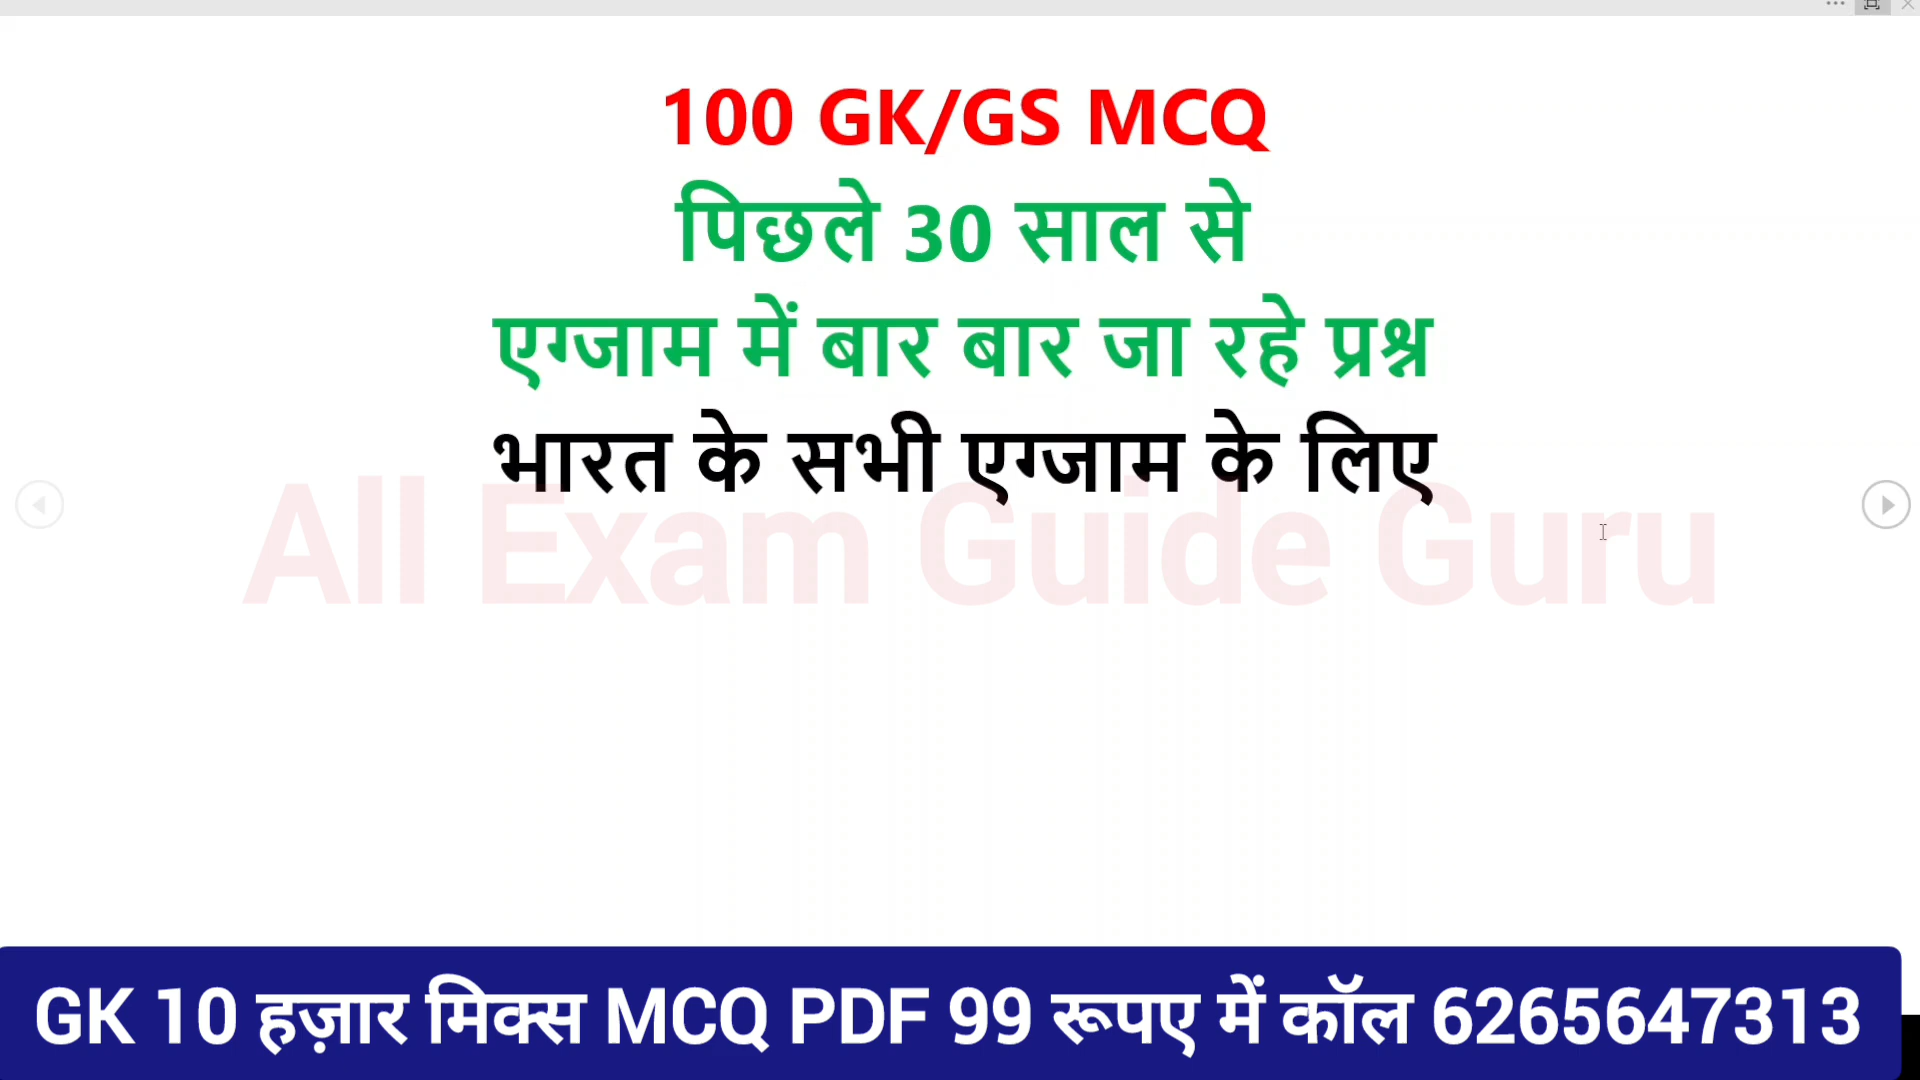 100 GK/GS MCQ
पिछले 30 साल से
एग्जाम में बार बार जा रहे प्रश्न
भारत के सभी एग्जाम के लिए
All Exam Guide Guru
GK 10 हज़ार मिक्स MCQ PDF 99 रूपए में कॉल 6265647313